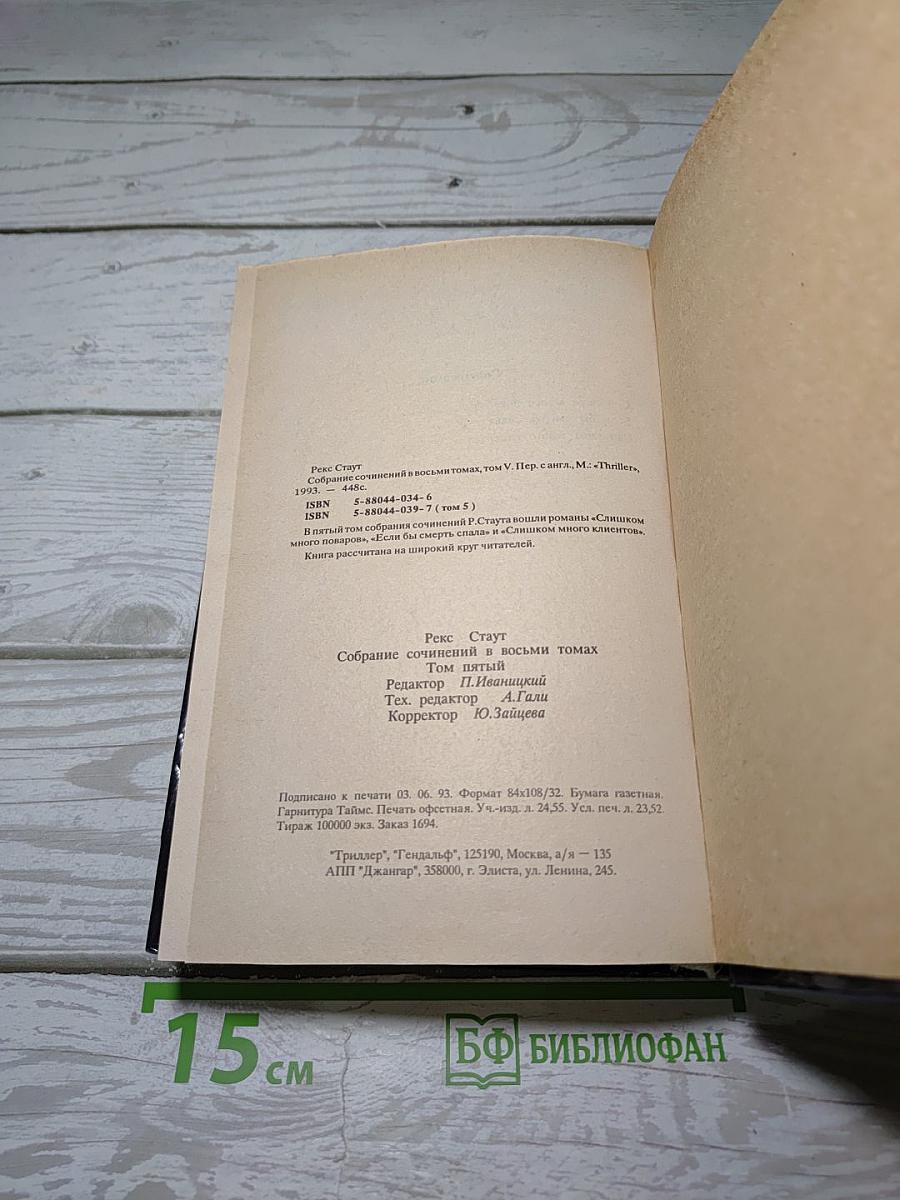 Рекс Стаут
Собрание сочинений в восьми томах, том V. Пер. с англ., М.: «Thriller»,
1993. — 448с.
ISBN 5-88044-034-6
ISBN 5-88044-039-7 ( том 5 )
В пятый том собрания сочинений Р.Стаута вошли романы «Слишком
много поваров», «Если бы смерть спала» и «Слишком много клиентов».
Книга рассчитана на широкий круг читателей.
Рекс Стаут
Собрание сочинений в восьми томах
Том пятый
Редактор П.Иваницкий
Тех. редактор А.Гали
Корректор Ю.Зайцева
Подписано к печати 03. 06. 93. Формат 84х108/32. Бумага газетная.
Гарнитура Таймс. Печать офсетная. Уч.-изд. л. 24,55. Усл. печ. л. 23,52.
Тираж 100000 экз. Заказ 1694.
"Триллер", "Гендальф", 125190, Москва, а/я — 135
АПП "Джангар", 358000, г. Элиста, ул. Ленина, 245.
15 см
БФ БИБЛИОФАН